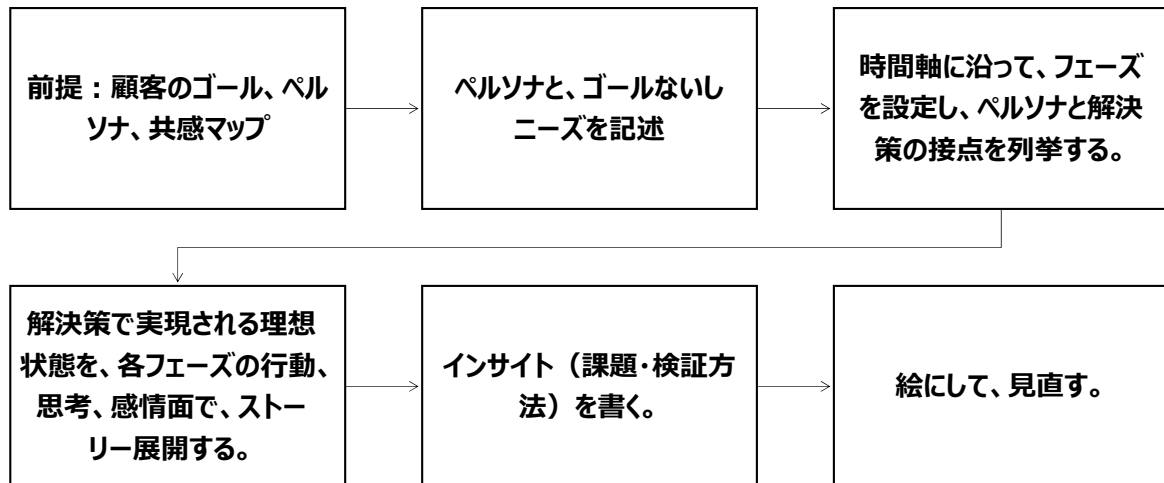 前提：顧客のゴール、ペル
ソナ、共感マップ
ペルソナと、ゴールないし
ニーズを記述
時間軸に沿って、フェーズ
を設定し、ペルソナと解決
策の接点を列挙する。
解決策で実現される理想
状態を、各フェーズの行動、
思考、感情面で、ストー
リー展開する。
インサイト（課題・検証方
法）を書く。
絵にして、見直す。